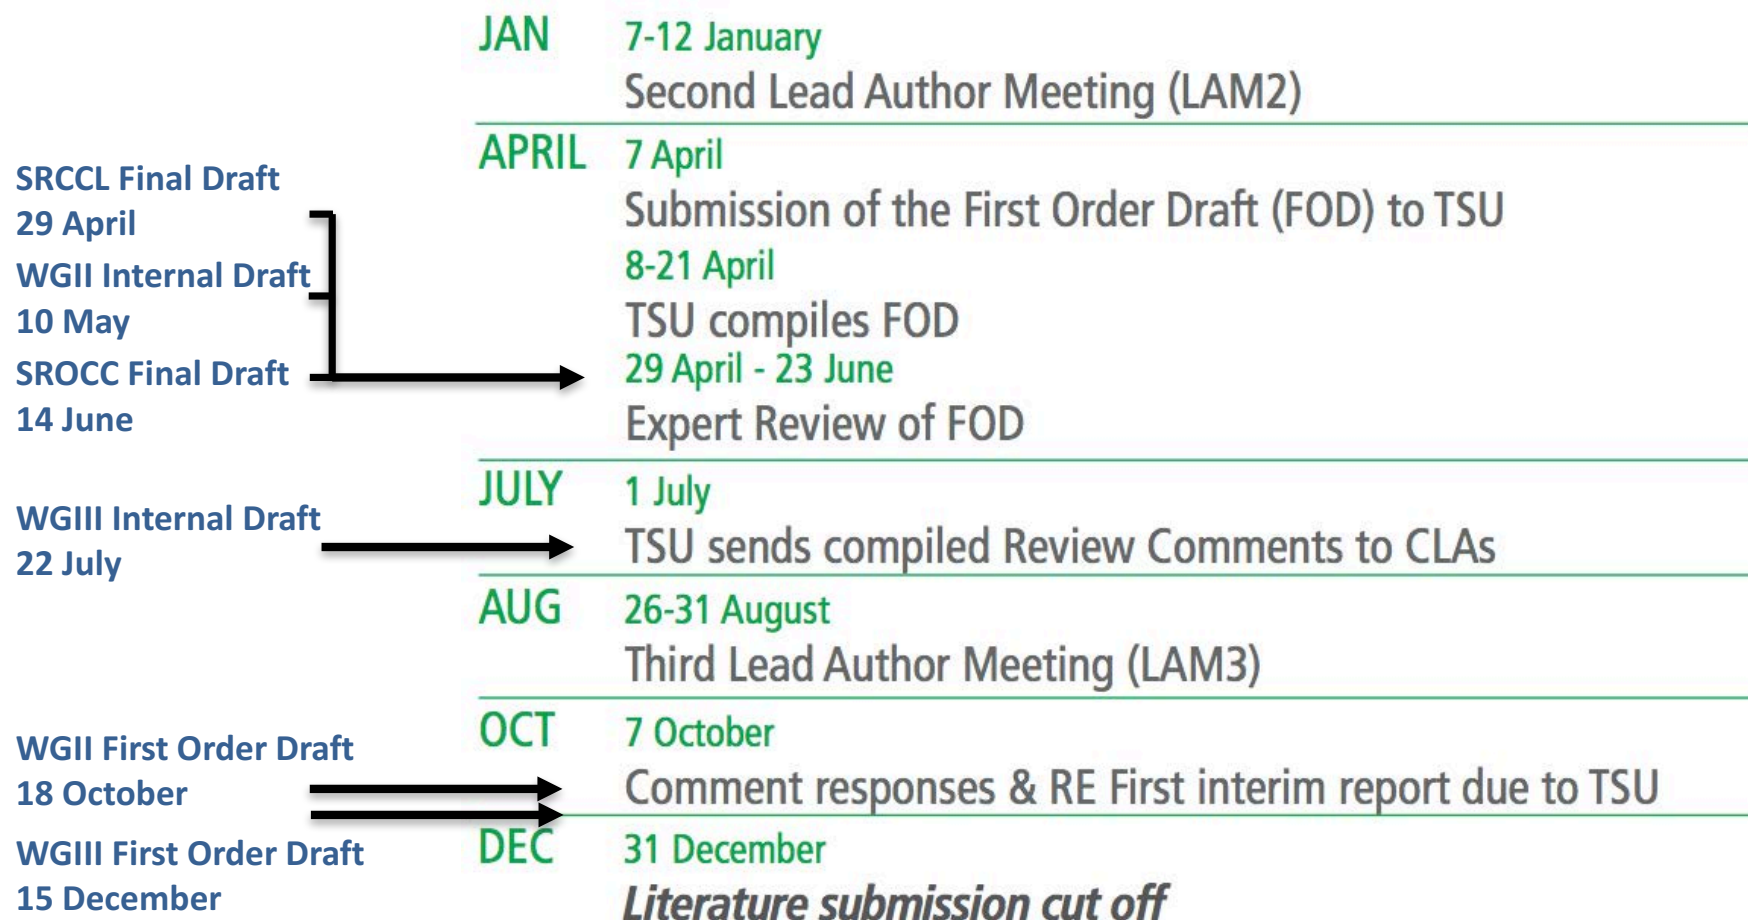 JAN
7-12 January
Second Lead Author Meeting (LAM2)
APRIL
7 April
Submission of the First Order Draft (FOD) to TSU
8-21 April
TSU compiles FOD
29 April - 23 June
Expert Review of FOD
SRCCL Final Draft
29 April
WGII Internal Draft
10 May
SROCC Final Draft
14 June
JULY
1 July
TSU sends compiled Review Comments to CLAs
WGIII Internal Draft
22 July
AUG
26-31 August
Third Lead Author Meeting (LAM3)
OCT
7 October
Comment responses & RE First interim report due to TSU
WGII First Order Draft
18 October
DEC
31 December
Literature submission cut off
WGIII First Order Draft
15 December